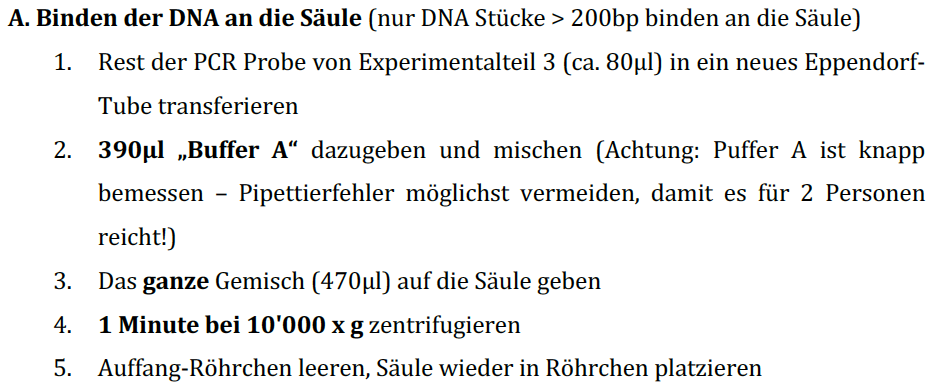 A. Binden der DNA an die Säule (nur DNA Stücke > 200bp binden an die Säule)
1. Rest der PCR Probe von Experimentalteil 3 (ca. 80µl) in ein neues Eppendorf-
Tube transferieren
2. 390µl „Buffer A“ dazugeben und mischen (Achtung: Puffer A ist knapp
bemessen – Pipettierfehler möglichst vermeiden, damit es für 2 Personen
reicht!)
3. Das ganze Gemisch (470µl) auf die Säule geben
4. 1 Minute bei 10'000 x g zentrifugieren
5. Auffang-Röhrchen leeren, Säule wieder in Röhrchen platzieren